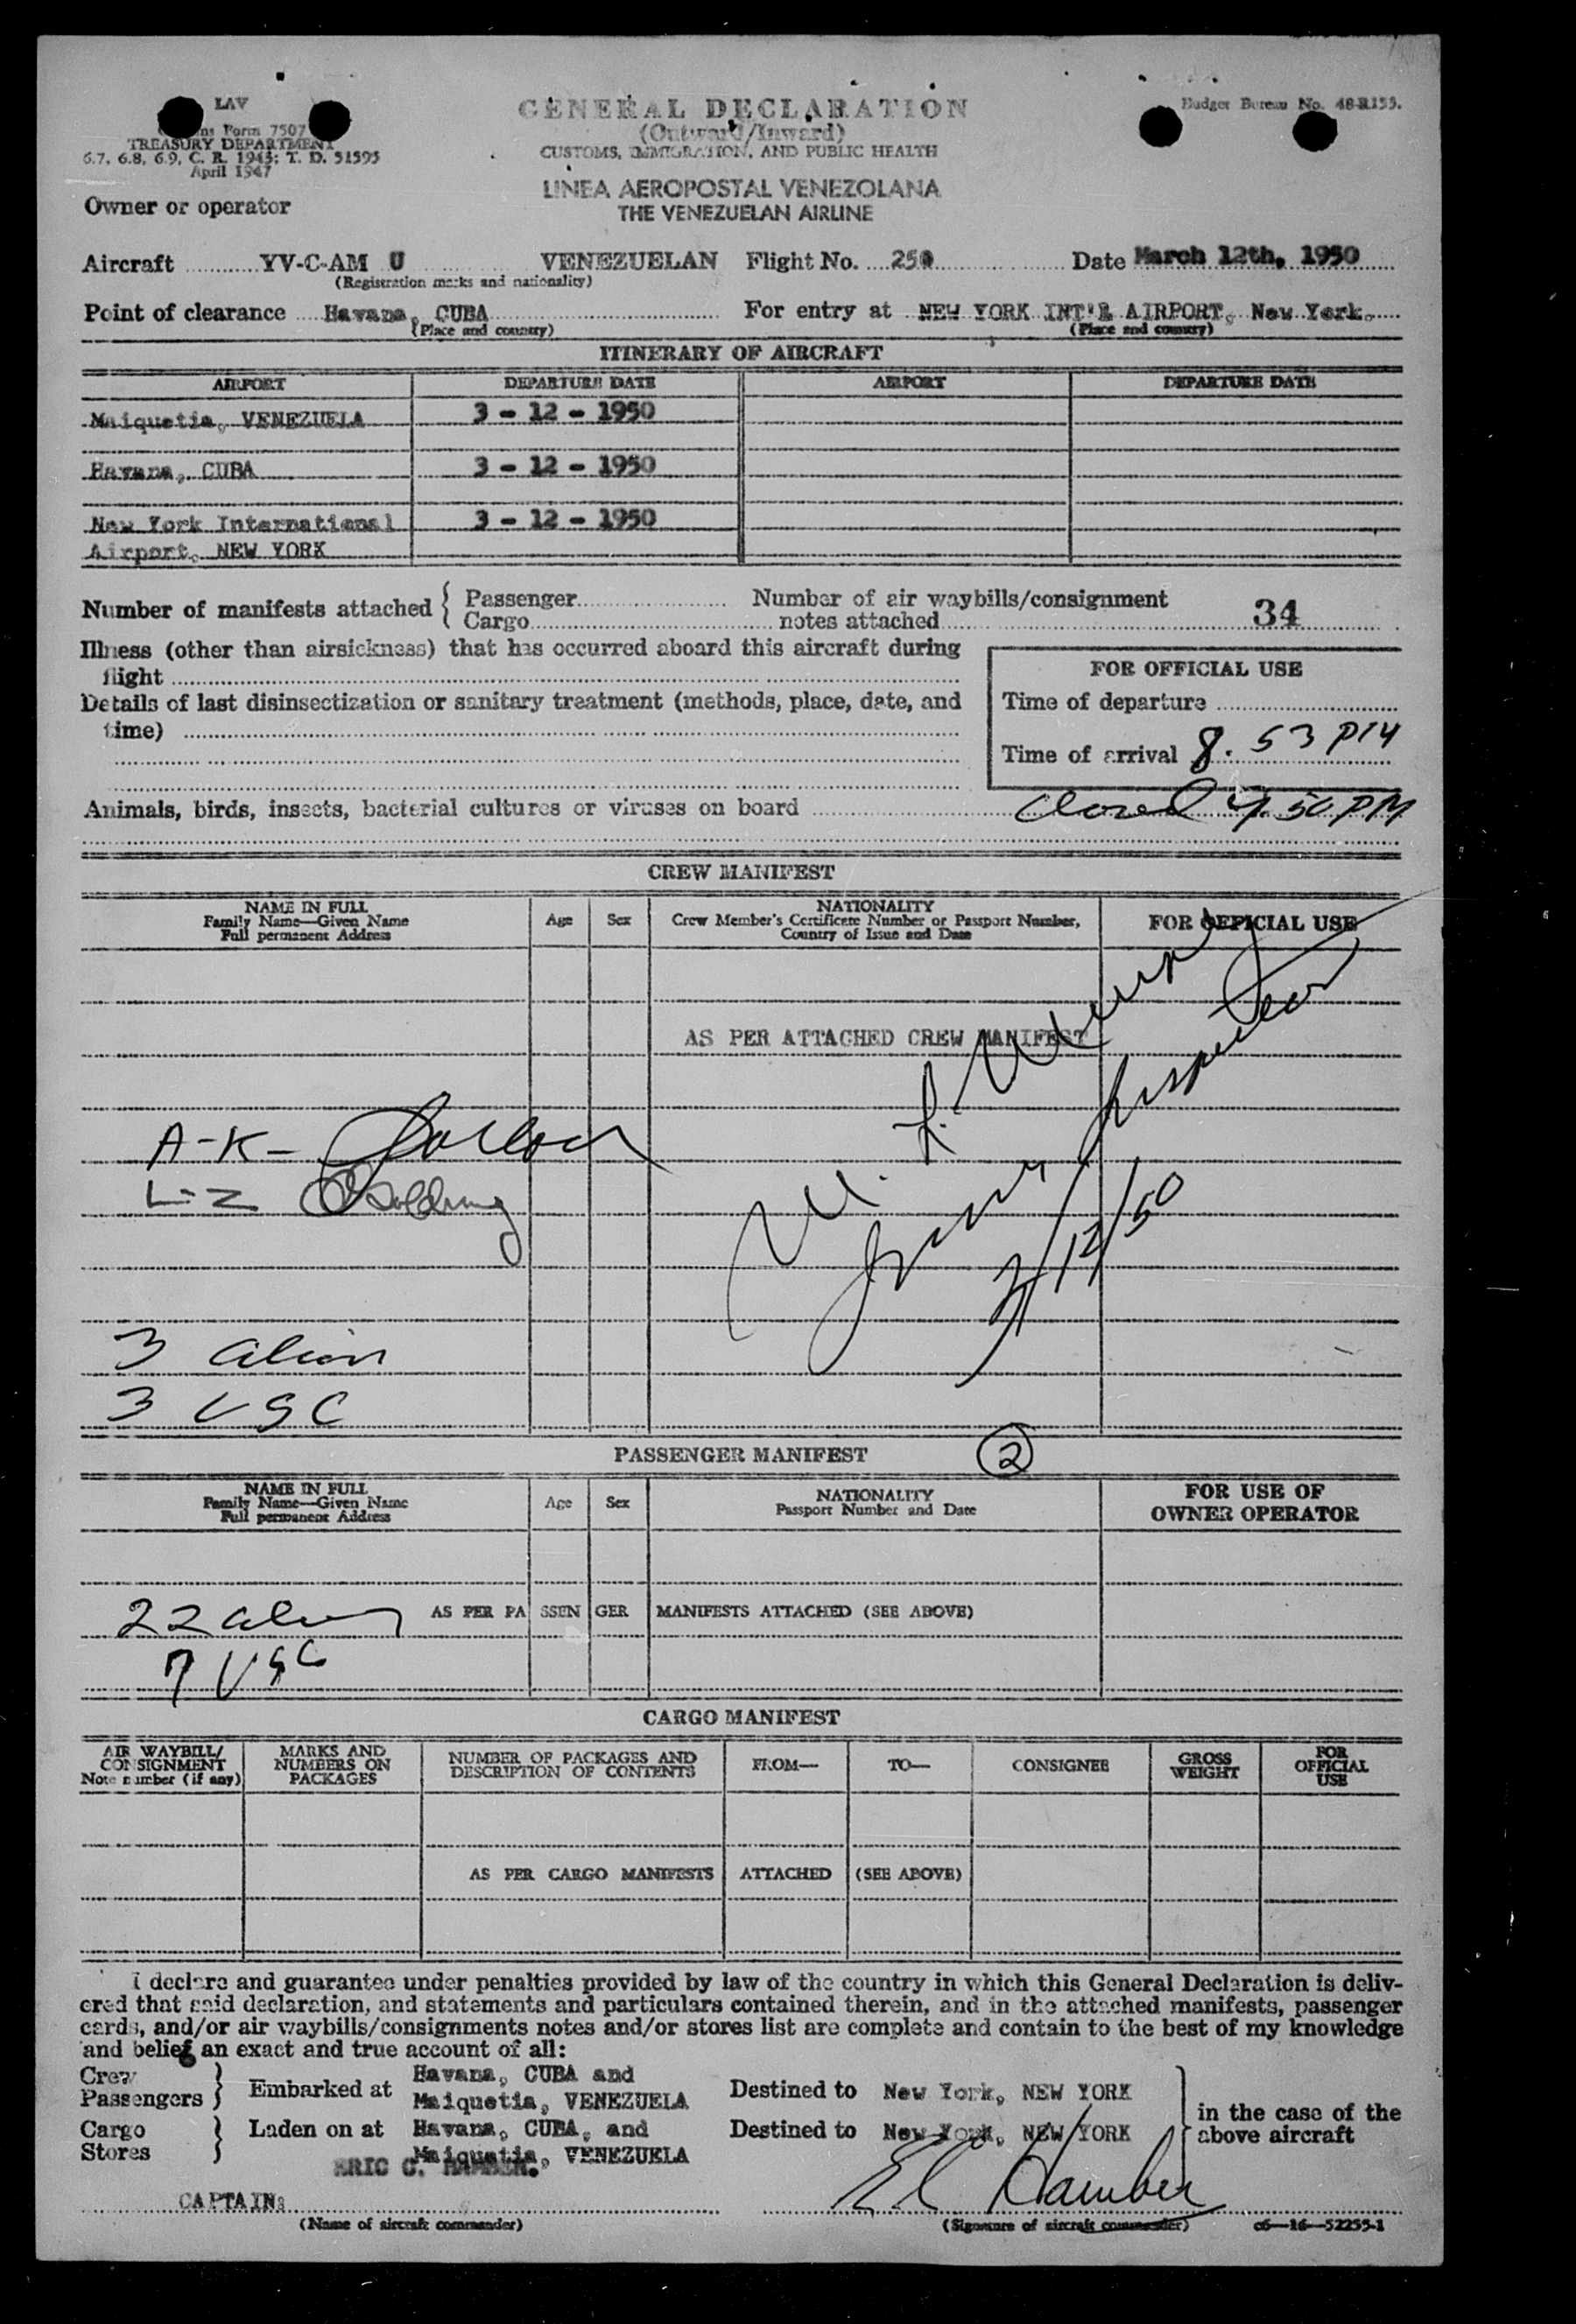 LAV
GENERAL DECLARATION
Budget Bureau No. 48-R155.
Form 7507
(Outward/Inward)
TREASURY DEPARTMENT
6.7, 6.8, 6.9, C. R. 1943; T. D. 51595
CUSTOMS, IMMIGRATION, AND PUBLIC HEALTH
April 1947
LINEA AEROPOSTAL VENEZOLANA
Owner or operator
THE VENEZUELAN AIRLINE
Aircraft YV-C-AM U VENEZUELAN Flight No. 250 Date March 12th, 1950
(Registration marks and nationality)
Point of clearance Havana, CUBA For entry at NEW YORK INT'L AIRPORT, New York.
(Place and country) (Place and country)
ITINERARY OF AIRCRAFT
AIRPORT DEPARTURE DATE AIRPORT DEPARTURE DATE
Maiquetia, VENEZUELA 3 - 12 - 1950
Havana, CUBA 3 - 12 - 1950
New York International 3 - 12 - 1950
Airport, NEW YORK
Number of manifests attached { Passenger Number of air waybills/consignment
Cargo notes attached 34
Illness (other than airsickness) that has occurred aboard this aircraft during
flight
FOR OFFICIAL USE
Details of last disinsectization or sanitary treatment (methods, place, date, and
time)
Time of departure
Time of arrival 8.53 PM
Animals, birds, insects, bacterial cultures or viruses on board
Closed 9.50 PM
CREW MANIFEST
NAME IN FULL
Family Name—Given Name
Full permanent Address
Age Sex
NATIONALITY
Crew Member's Certificate Number or Passport Number,
Country of Issue and Date
FOR OFFICIAL USE
AS PER ATTACHED CREW MANIFEST
Inspector
3/12/50
A-K-
L-Z Golding
3 alien
3 USC
PASSENGER MANIFEST 2
NAME IN FULL
Family Name—Given Name
Full permanent Address
Age Sex
NATIONALITY
Passport Number and Date
FOR USE OF
OWNER OPERATOR
22 alien AS PER PASSENGER MANIFESTS ATTACHED (SEE ABOVE)
7 USC
CARGO MANIFEST
AIR WAYBILL/
CONSIGNMENT
Note number (if any)
MARKS AND
NUMBERS ON
PACKAGES
NUMBER OF PACKAGES AND
DESCRIPTION OF CONTENTS
FROM— TO— CONSIGNEE
GROSS
WEIGHT
FOR
OFFICIAL
USE
AS PER CARGO MANIFESTS ATTACHED (SEE ABOVE)
I declare and guarantee under penalties provided by law of the country in which this General Declaration is deliv-
ered that said declaration, and statements and particulars contained therein, and in the attached manifests, passenger
cards, and/or air waybills/consignments notes and/or stores list are complete and contain to the best of my knowledge
and belief an exact and true account of all:
Crew
Passengers } Embarked at Havana, CUBA and
Maiquetia, VENEZUELA
Destined to New York, NEW YORK
Cargo
Stores } Laden on at Havana, CUBA, and
Maiquetia, VENEZUELA
Destined to New York, NEW YORK
} in the case of the
above aircraft
ERIC C. HAMBER.
CAPTAIN: E C Hamber
(Name of aircraft commander) (Signature of aircraft commander) c6—16—52255-1